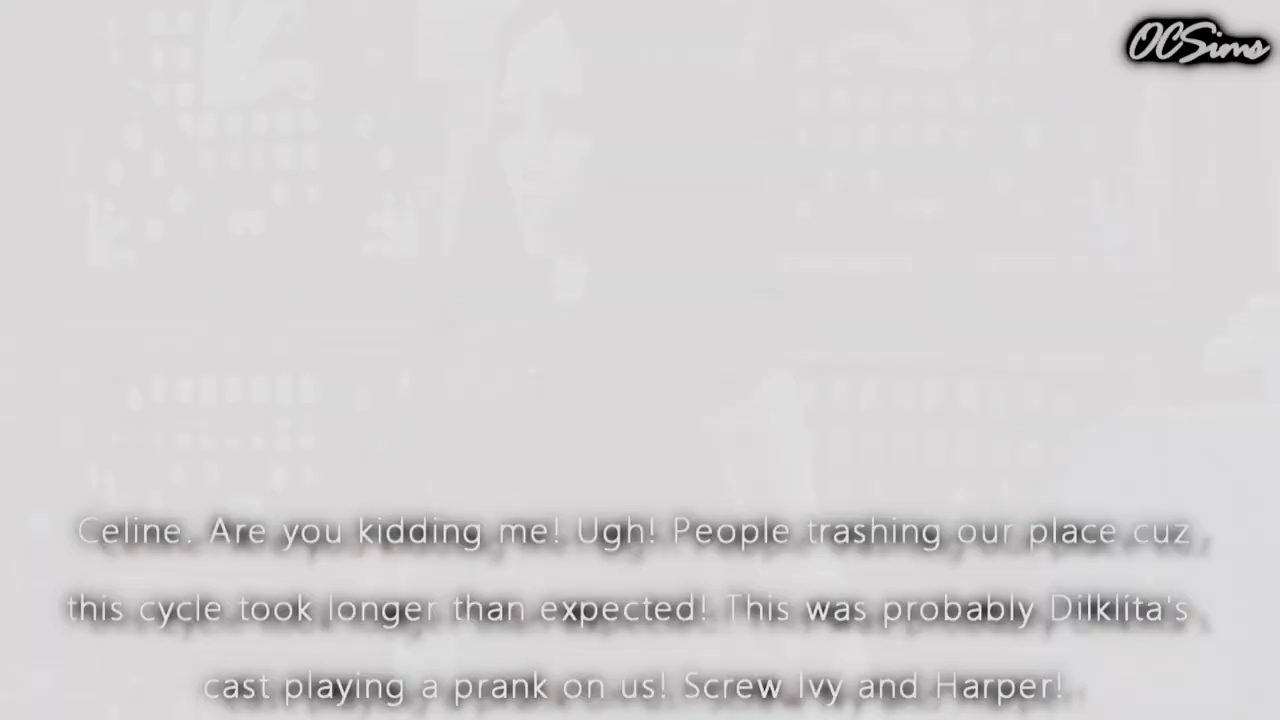 OCSims
Celine. Are you kidding me! Ugh! People trashing our place cuz
this cycle took longer than expected! This was probably Dilklita's
cast playing a prank on us! Screw Ivy and Harper!